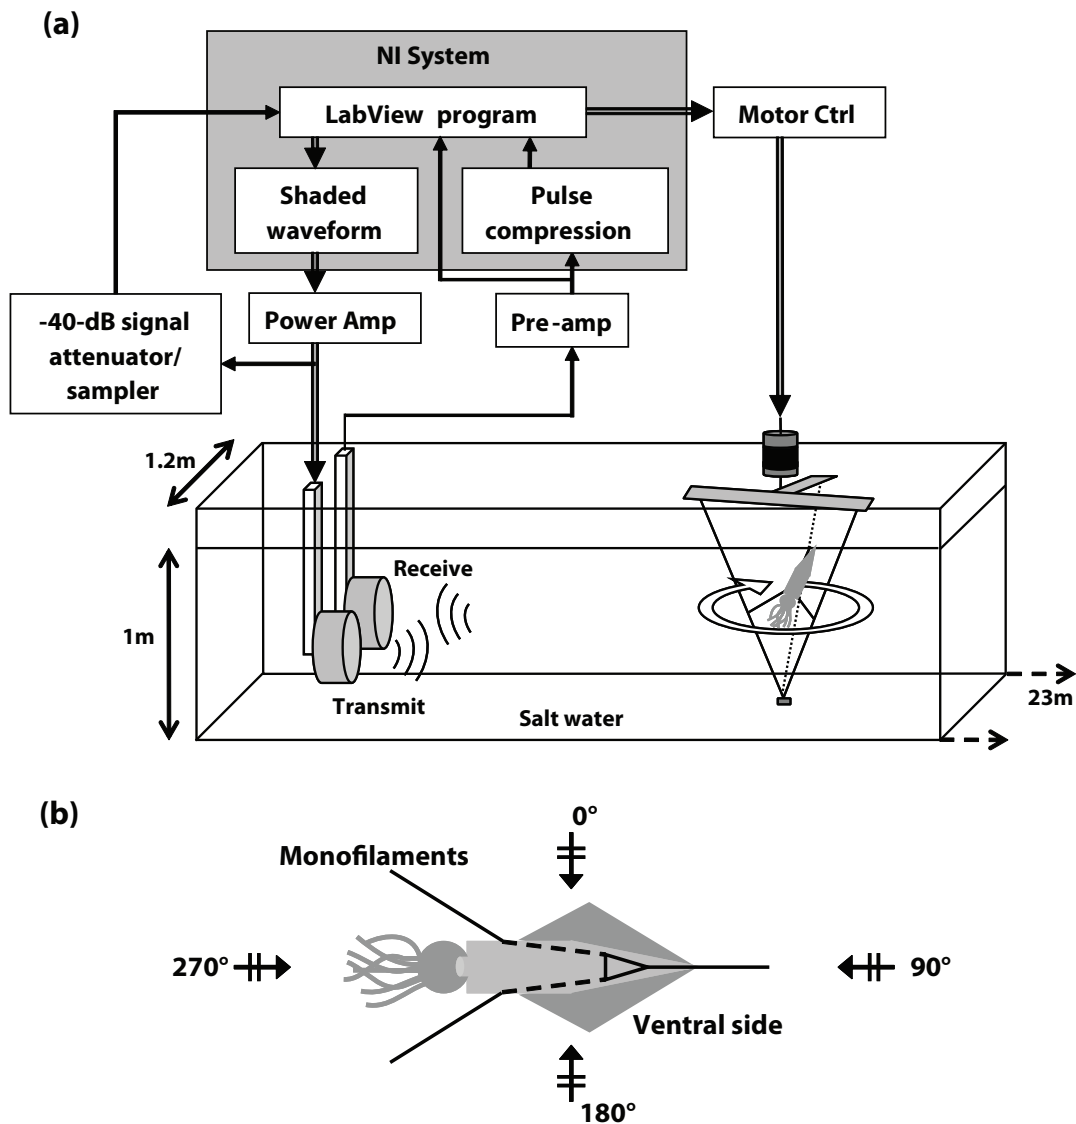 (a)
NI System
LabView program
Motor Ctrl
Shaded
waveform
Pulse
compression
-40-dB signal
attenuator/
sampler
Power Amp
Pre-amp
1.2m
Receive
1m
Transmit
Salt water
23m
(b)
0°
Monofilaments
270°
90°
Ventral side
180°